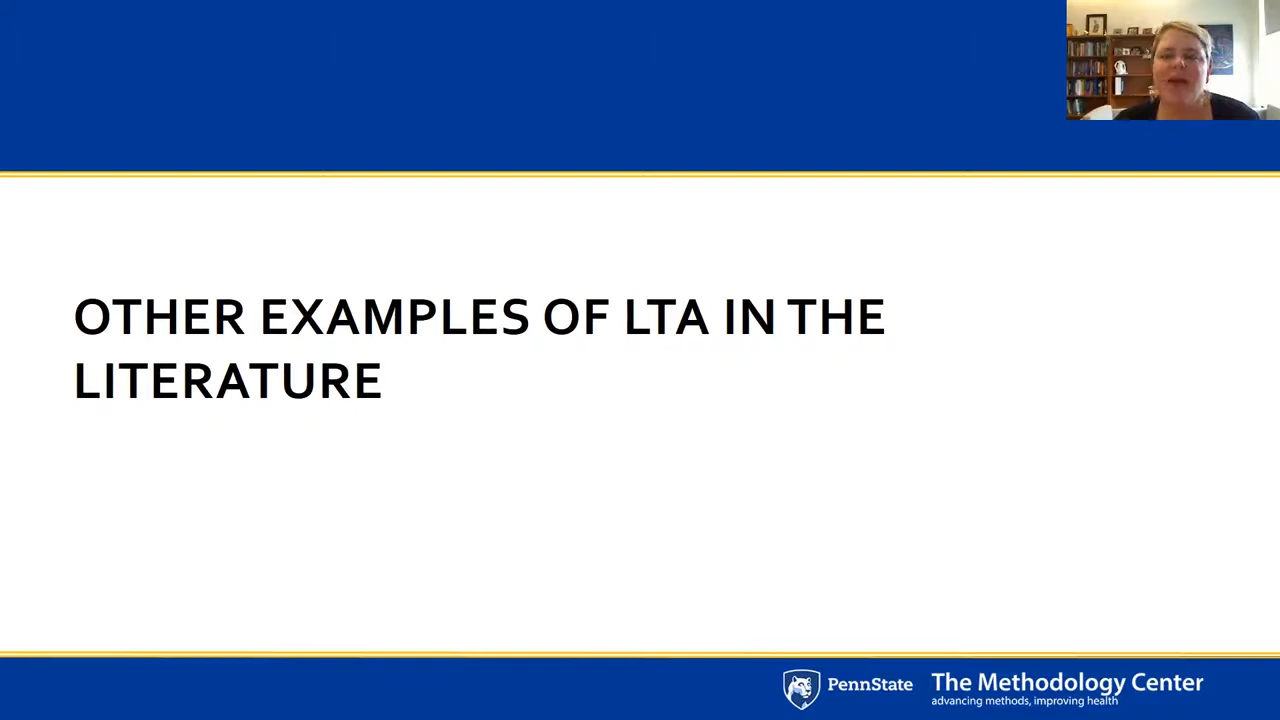 OTHER EXAMPLES OF LTA IN THE
LITERATURE
PennState
The Methodology Center
advancing methods, improving health